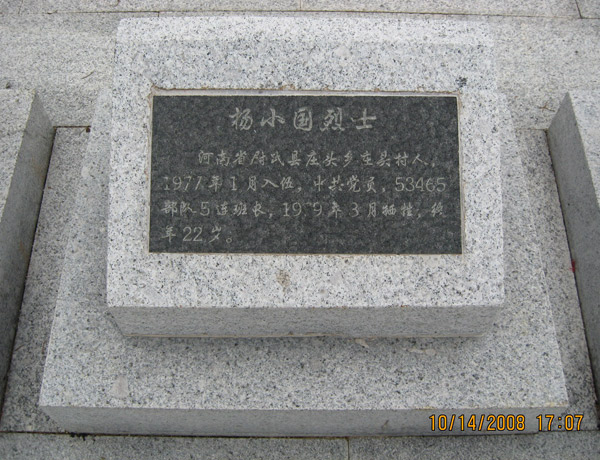 杨小国烈士
河南省尉氏县庄头乡庄头村人,
1977年1月入伍,中共党员,53465
部队5连班长,1979年3月牺牲,终
年22岁。
10/14/2008 17:07